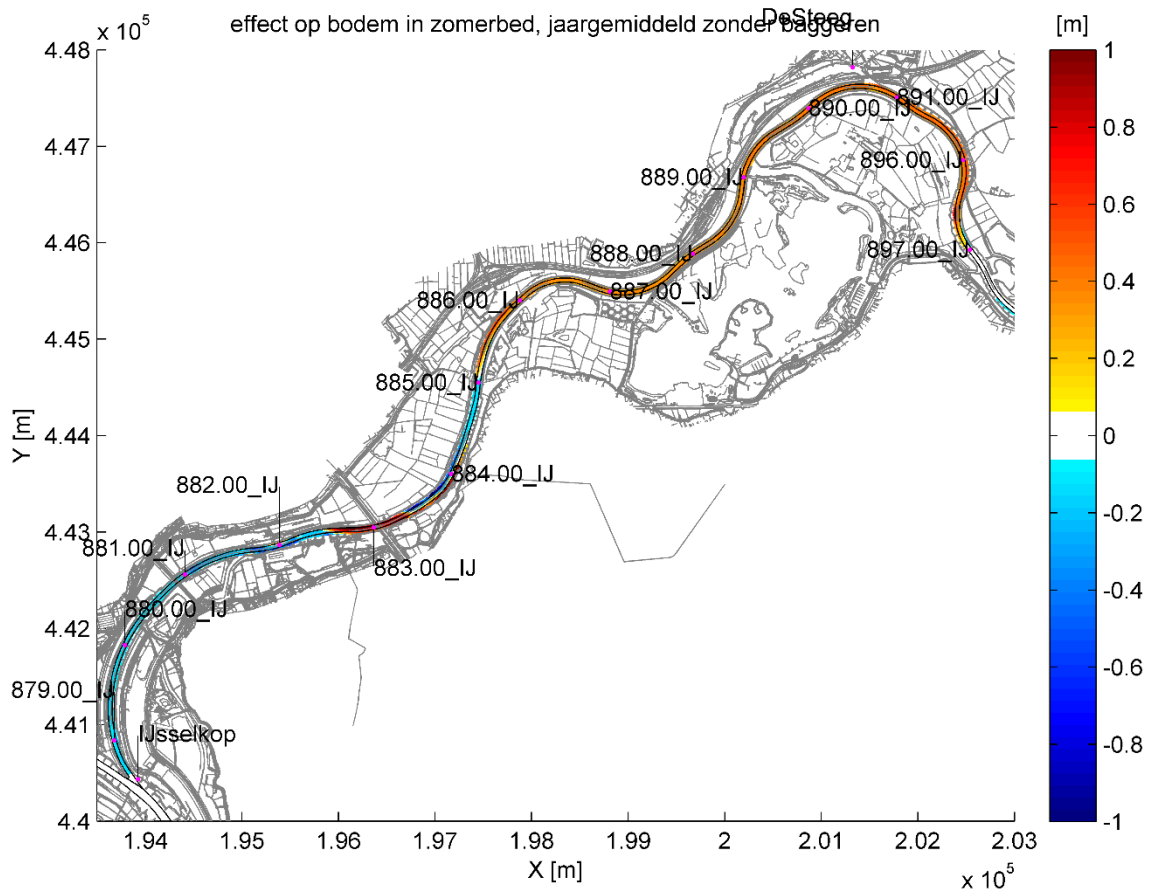 DeSteeg
effect op bodem in zomerbed, jaargemiddeld zonder baggeren
[m]
x 10^5
4.48
4.47
4.46
4.45
4.44
4.43
4.42
4.41
4.4
Y [m]
891.00_IJ
890.00_IJ
896.00_IJ
889.00_IJ
897.00_IJ
888.00_IJ
887.00_IJ
886.00_IJ
885.00_IJ
884.00_IJ
882.00_IJ
881.00_IJ
883.00_IJ
880.00_IJ
879.00_IJ
IJsselkop
1.94 1.95 1.96 1.97 1.98 1.99 2 2.01 2.02 2.03
X [m]
x 10^5
1
0.8
0.6
0.4
0.2
0
-0.2
-0.4
-0.6
-0.8
-1